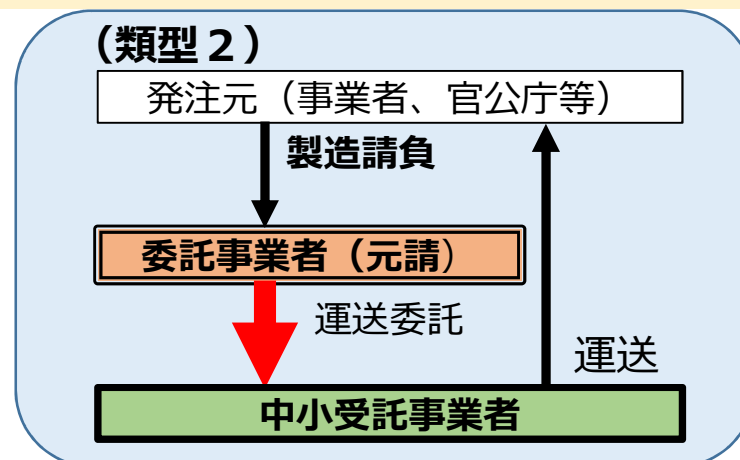 （類型２）
発注元（事業者、官公庁等）
製造請負
委託事業者（元請）
運送委託
運送
中小受託事業者